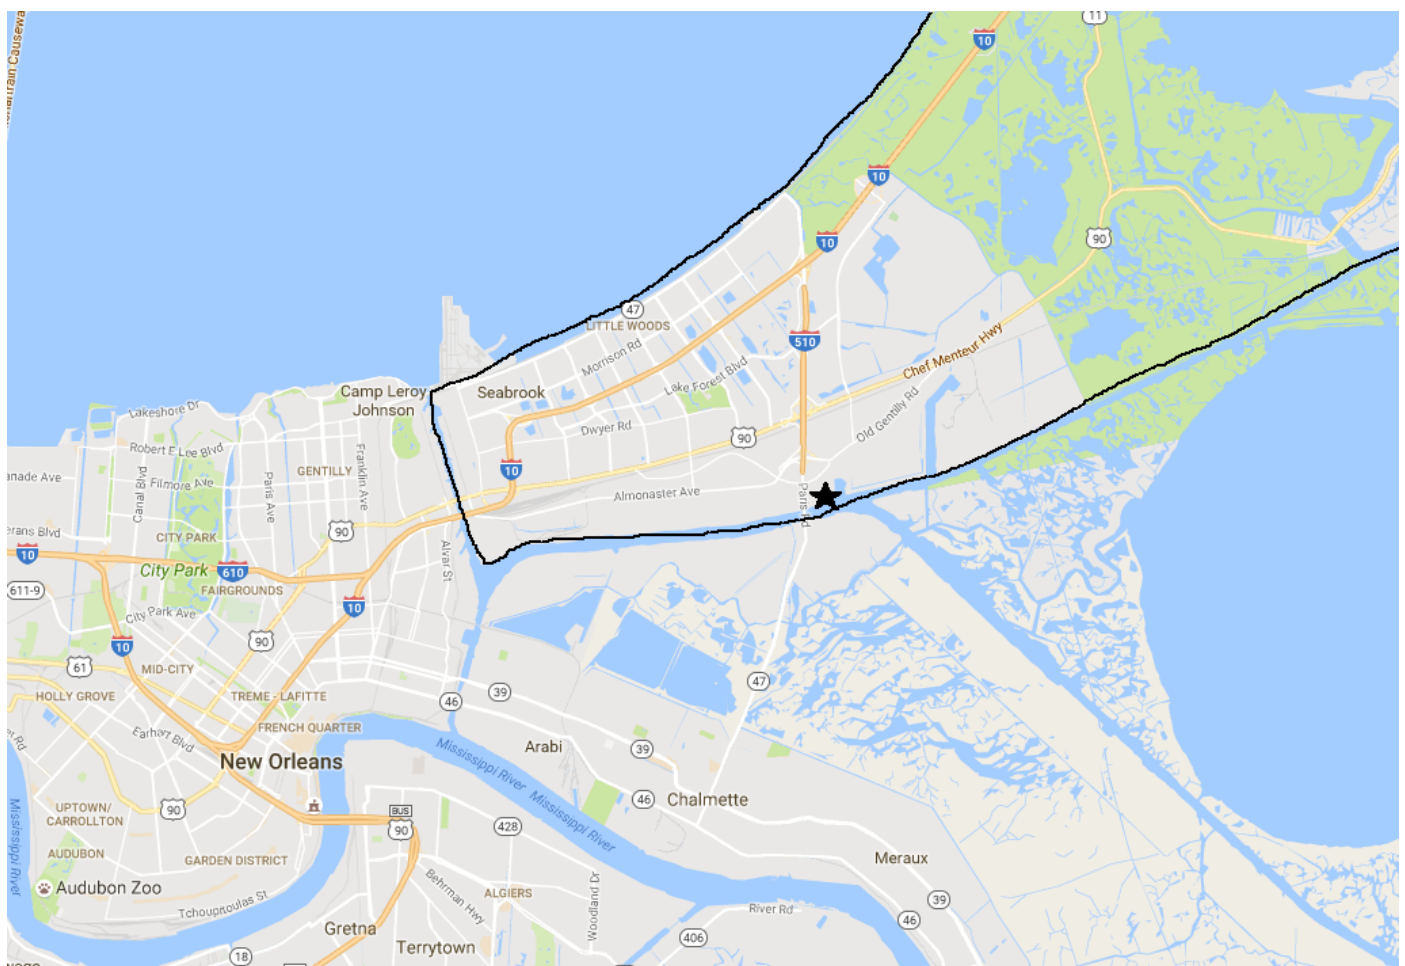 11
10
10
90
10
47
LITTLE WOODS
Morrison Rd
510
Chef Menteur Hwy
Lake Forest Blvd
Camp Leroy
Johnson
Seabrook
Lakeshore Dr
Old Gentilly Rd
Dwyer Rd
90
Robert E Lee Blvd
Franklin Ave
GENTILLY
10
Filmore Ave
Canal Blvd
Paris Ave
Almonaster Ave
Paris Rd
90
CITY PARK
Alvar St
10
City Park
610
611-9
FAIRGROUNDS
10
City Park Ave
90
10
61
MID-CITY
47
HOLLY GROVE
TREME - LAFITTE
46
39
FRENCH QUARTER
Earhart Blvd
Arabi
39
New Orleans
Mississippi River
Mississippi River
46
Chalmette
UPTOWN/
CARROLLTON
90
BUS
90
428
Mississippi River
AUDUBON
GARDEN DISTRICT
Meraux
Audubon Zoo
Behrman Hwy
ALGIERS
Woodland Dr
39
Tchoupitoulas St
River Rd
46
Gretna
Terrytown
406
18